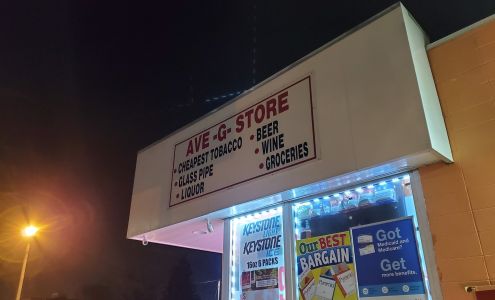 AVE -G- STORE
• CHEAPEST TOBACCO
• GLASS PIPE
• LIQUOR
• BEER
• WINE
• GROCERIES
KEYSTONE
KEYSTONE
16oz 6 PACKS
Our BEST
BARGAIN
Got
Medicaid and
Medicare?
Get
more benefits.